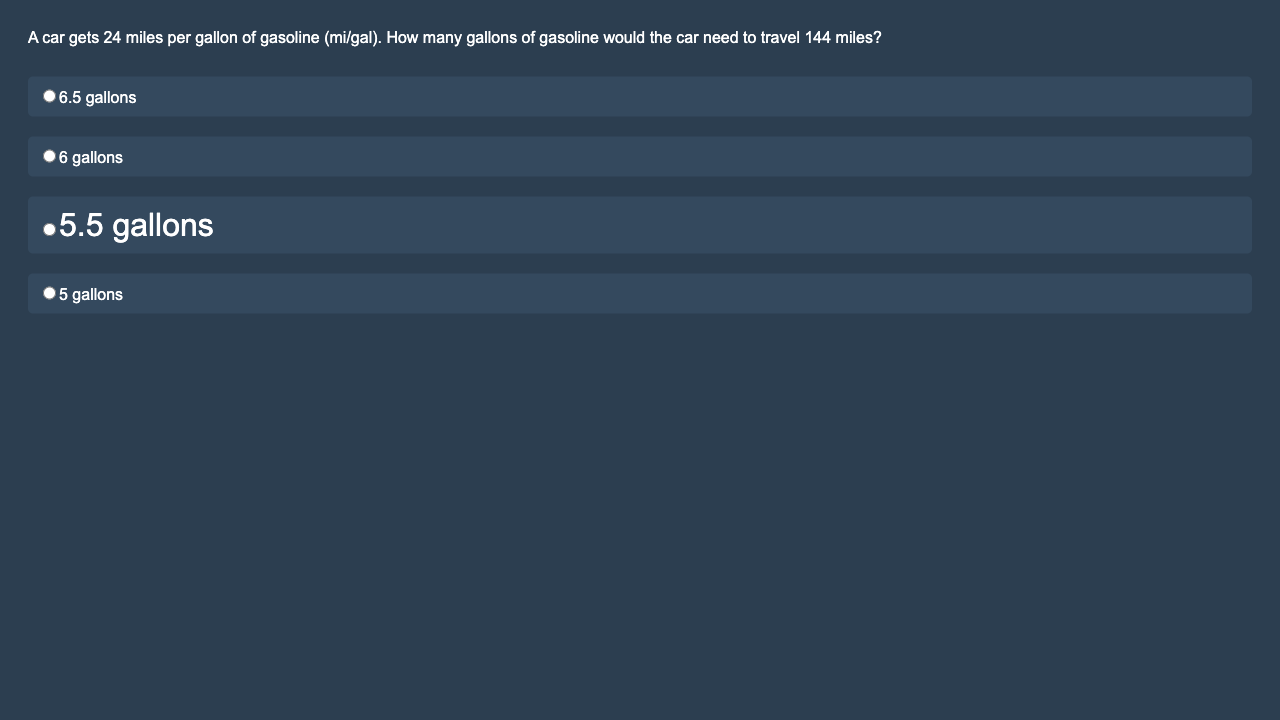 A car gets 24 miles per gallon of gasoline (mi/gal). How many gallons of gasoline would the car need to travel 144 miles?
6.5 gallons
6 gallons
5.5 gallons
5 gallons